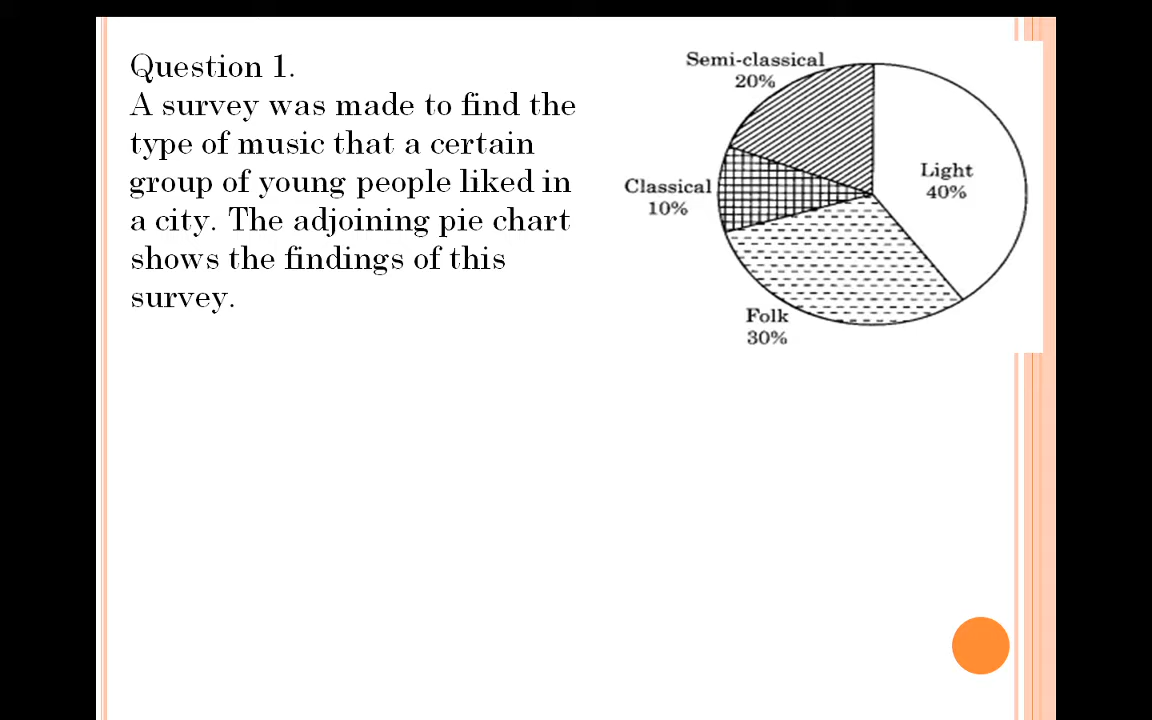 Question 1.
A survey was made to find the
type of music that a certain
group of young people liked in
a city. The adjoining pie chart
shows the findings of this
survey.
Semi-classical
20%
Light
40%
Classical
10%
Folk
30%